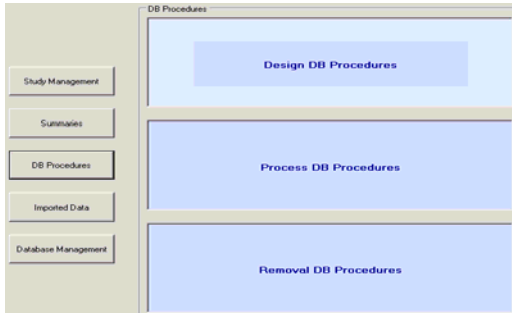 DB Procedures
Design DB Procedures
Study Management
Summaries
DB Procedures
Process DB Procedures
Imported Data
Database Management
Removal DB Procedures